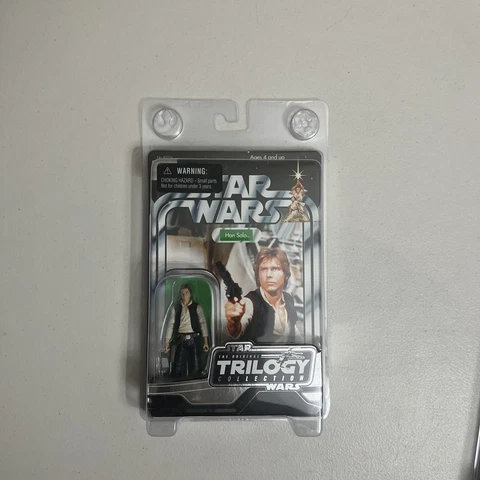 Ages 4 and up
WARNING:
CHOKING HAZARD - Small parts.
Not for children under 3 years.
STAR
WARS
Han Solo
STAR
THE ORIGINAL
TRILOGY
COLLECTION
WARS